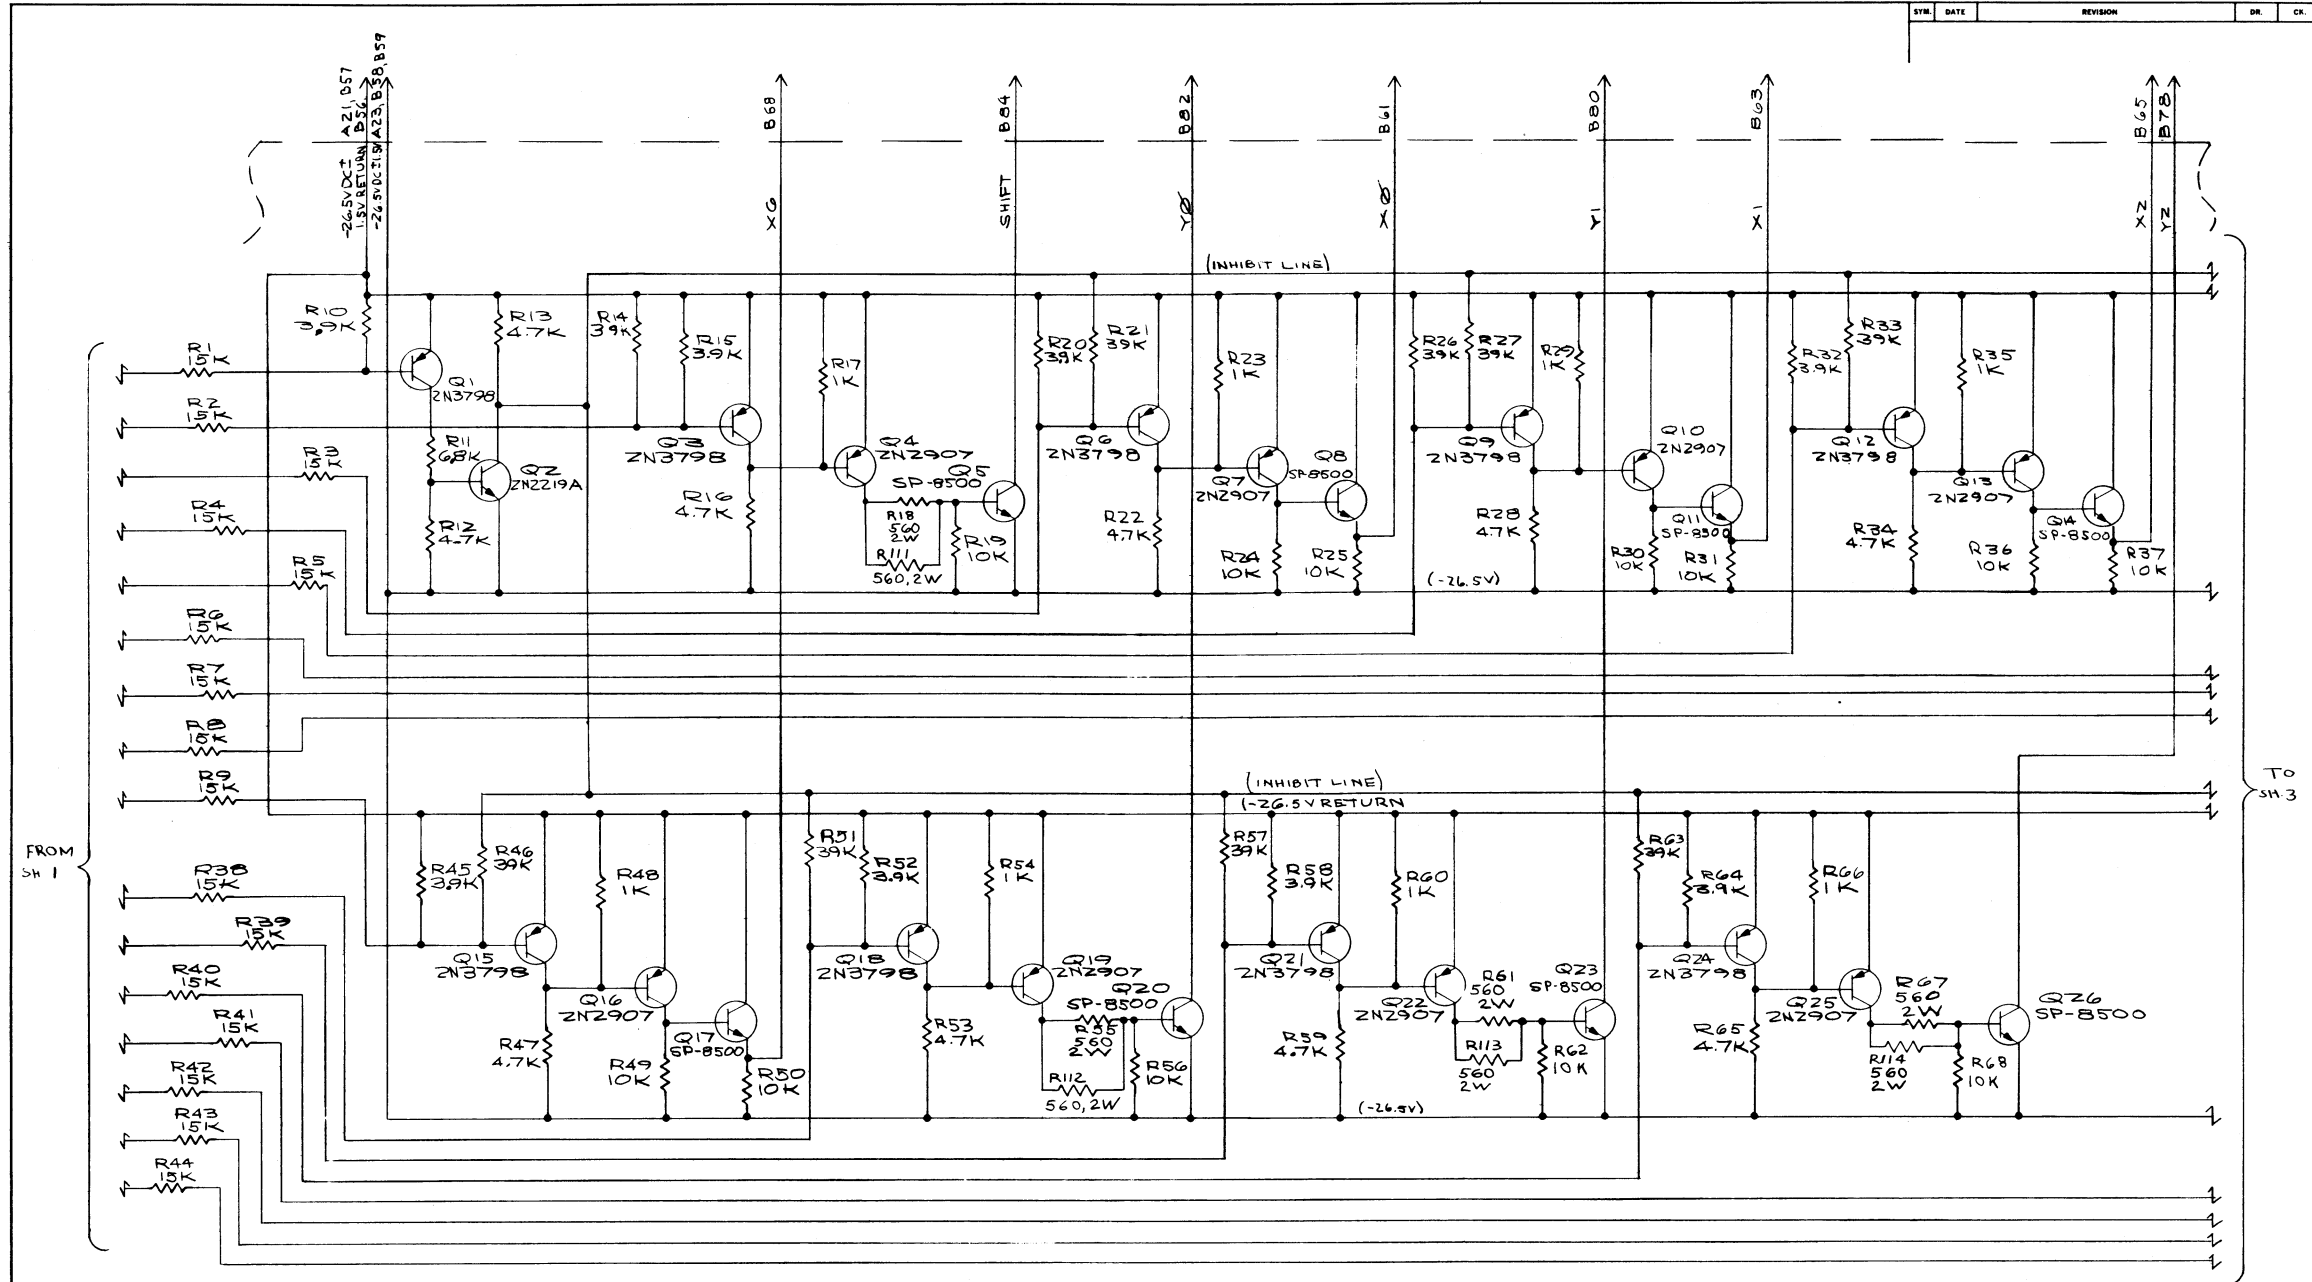 SYM. DATE REVISION DR. CK.
-26.5VDC± A21, B57
1.5V RETURN B56
-26.5VDC±1.5V A23, B58, B59
B68
B84
B82
B61
B80
B63
B65
B78
X6
SHIFT
YØ
XØ
Y1
X1
X2
Y2
(INHIBIT LINE)
R10
3.9K
R13
4.7K
R14
39K
R15
3.9K
R17
1K
R20
3.9K
R21
39K
R23
1K
R26
3.9K
R27
39K
R29
1K
R32
3.9K
R33
39K
R35
1K
R1
15K
R2
15K
R3
15K
R4
15K
R5
15K
R6
15K
R7
15K
R8
15K
R9
15K
Q1
2N3798
R11
6.8K
Q2
2N2219A
R12
4.7K
Q3
2N3798
R16
4.7K
Q4
2N2907
Q5
SP-8500
R18
560
2W
R111
560, 2W
R19
10K
Q6
2N3798
R22
4.7K
Q7
2N2907
Q8
SP-8500
R24
10K
R25
10K
Q9
2N3798
R28
4.7K
Q10
2N2907
Q11
SP-8500
R30
10K
R31
10K
(-26.5V)
Q12
2N3798
R34
4.7K
Q13
2N2907
Q14
SP-8500
R36
10K
R37
10K
(INHIBIT LINE)
(-26.5V RETURN
TO
SH. 3
FROM
SH 1
R38
15K
R39
15K
R40
15K
R41
15K
R42
15K
R43
15K
R44
15K
R45
3.9K
R46
39K
R48
1K
R51
39K
R52
3.9K
R54
1K
R57
39K
R58
3.9K
R60
1K
R63
39K
R64
3.9K
R66
1K
Q15
2N3798
R47
4.7K
Q16
2N2907
R49
10K
Q17
SP-8500
R50
10K
Q18
2N3798
R53
4.7K
Q19
2N2907
Q20
SP-8500
R55
560
2W
R112
560, 2W
R56
10K
Q21
2N3798
R59
4.7K
Q22
2N2907
R61
560
2W
R113
560
2W
Q23
SP-8500
R62
10K
(-26.5V)
Q24
2N3798
R65
4.7K
Q25
2N2907
R67
560
2W
R114
560
2W
R68
10K
Q26
SP-8500